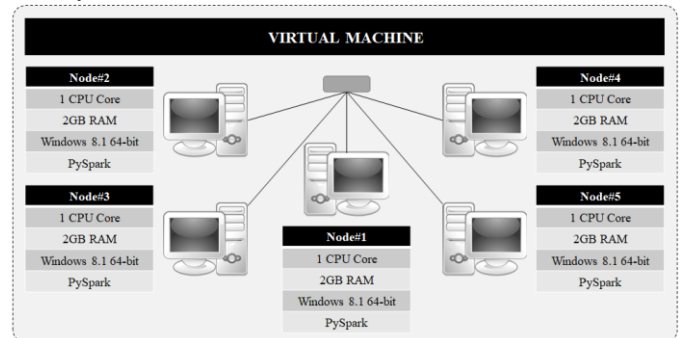 VIRTUAL MACHINE
Node#2
1 CPU Core
2GB RAM
Windows 8.1 64-bit
PySpark
Node#4
1 CPU Core
2GB RAM
Windows 8.1 64-bit
PySpark
Node#3
1 CPU Core
2GB RAM
Windows 8.1 64-bit
PySpark
Node#1
1 CPU Core
2GB RAM
Windows 8.1 64-bit
PySpark
Node#5
1 CPU Core
2GB RAM
Windows 8.1 64-bit
PySpark